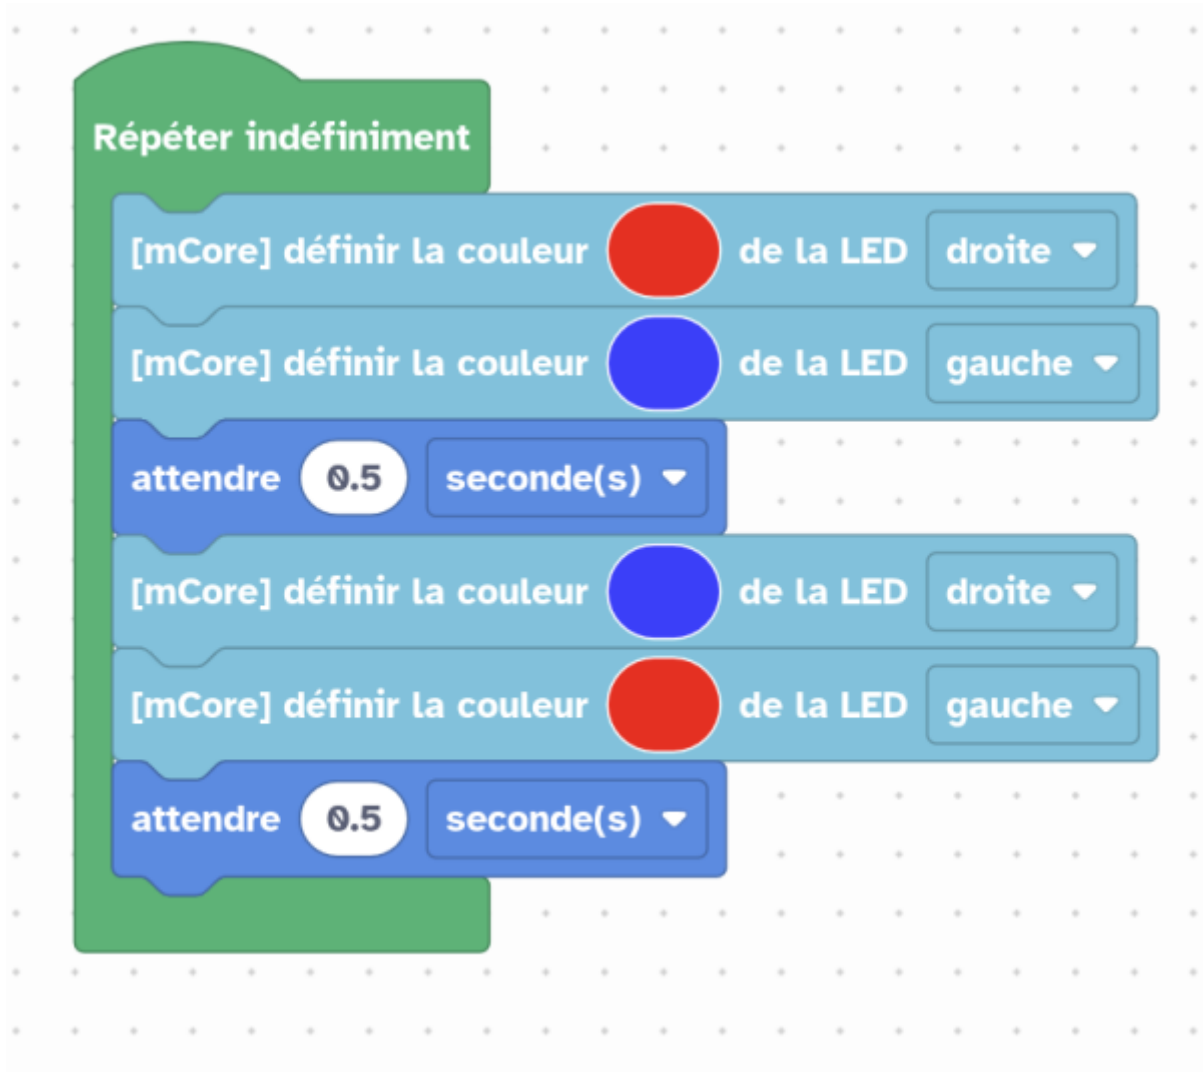 Répéter indéfiniment
[mCore] définir la couleur de la LED droite
[mCore] définir la couleur de la LED gauche
attendre 0.5 seconde(s)
[mCore] définir la couleur de la LED droite
[mCore] définir la couleur de la LED gauche
attendre 0.5 seconde(s)